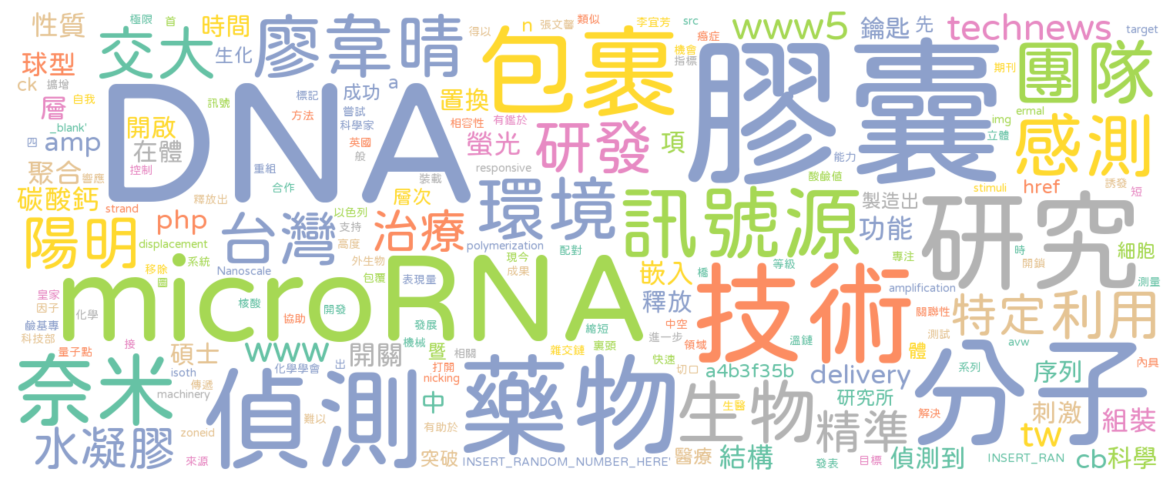 性質
極限
首
時間
球型
交大
生化
廖韋晴
n
張文馨
類似
李宜芳
src
癌症
www5
鑰匙
先
technews
target
ck
擴增
自我
層
訊號
標記
成功
a
置換
得以
包裹
機會
指標
膠囊
期刊
團隊
_blank'
開啟
方法
嘗試
科學家
相容性
有鑑於
img
ermal
立體
四
amp
在體
DNA
英國
般
螢光
研發
項
能力
感測
控制
重組
合作
裝載
responsive
酸鹼值
聚合
響應
釋放出
層次
環境
訊號源
製造出
stimuli
href
誘發
短
碳酸鈣
strand
php
以色列
支持
治療
功能
研究
陽明
displacement
台灣
高度
polymerization
配對
專注
時
開鎖
細胞
移除
圖
系統
Nanoscale
外生物
現今
成果
嵌入
橋
等級
測量
皇家
因子
microRNA
包覆
表現量
釋放
技術
amplification
化學
核酸
開發
縮短
關聯性
特定利用
鹼基專
科技部
協助
發展
中空
溫鏈
測試
量子點
接
碩士
www
機械
裏頭
進一步
領域
體
avw
奈米
開關
暨
相關
雜文鏈
快速
a4b3f35b
系列
內具
isoth
傳遞
化學學會
出
打開
nicking
藥物
切口
delivery
分子
序列
machinery
偵測
中
生物
生醫
研究所
解決
刺激
組裝
水凝膠
zoneid
難以
有助於
精準
tw
來源
突破
INSERT_RANDOM_NUMBER_HERE'
醫療
結構
發表
目標
偵測到
INSERT_RAN
cb
科學